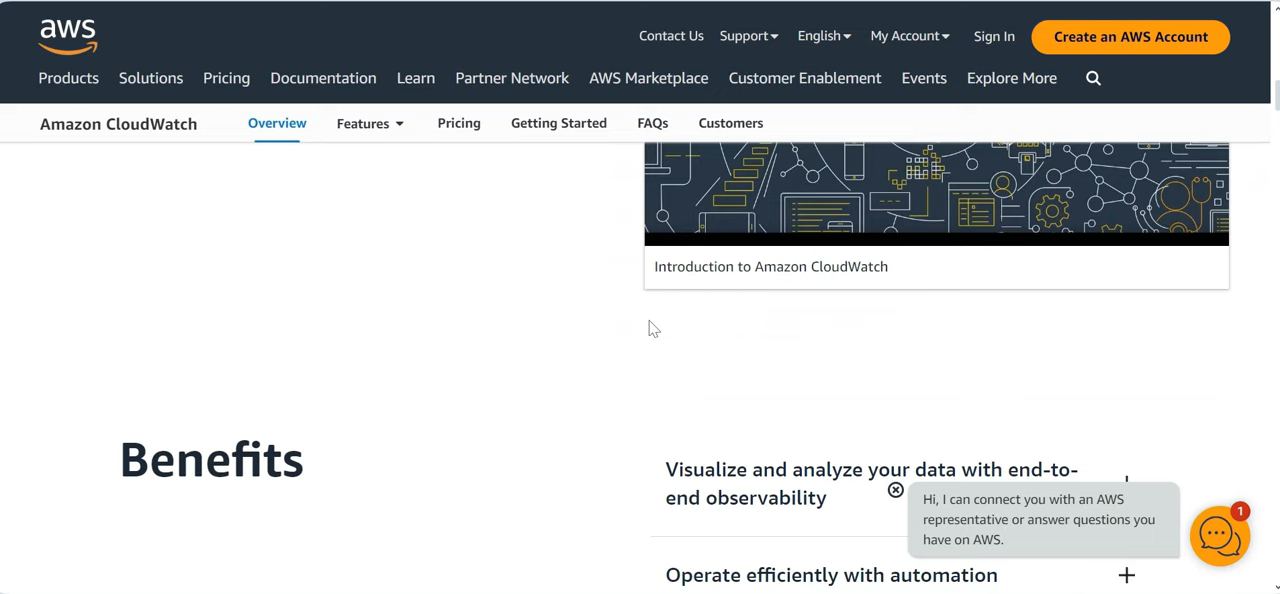 aws
Contact Us Support English My Account Sign In Create an AWS Account
Products Solutions Pricing Documentation Learn Partner Network AWS Marketplace Customer Enablement Events Explore More
Amazon CloudWatch Overview Features Pricing Getting Started FAQs Customers
Introduction to Amazon CloudWatch
Benefits
Visualize and analyze your data with end-to-
end observability
Hi, I can connect you with an AWS
representative or answer questions you
have on AWS.
1
Operate efficiently with automation